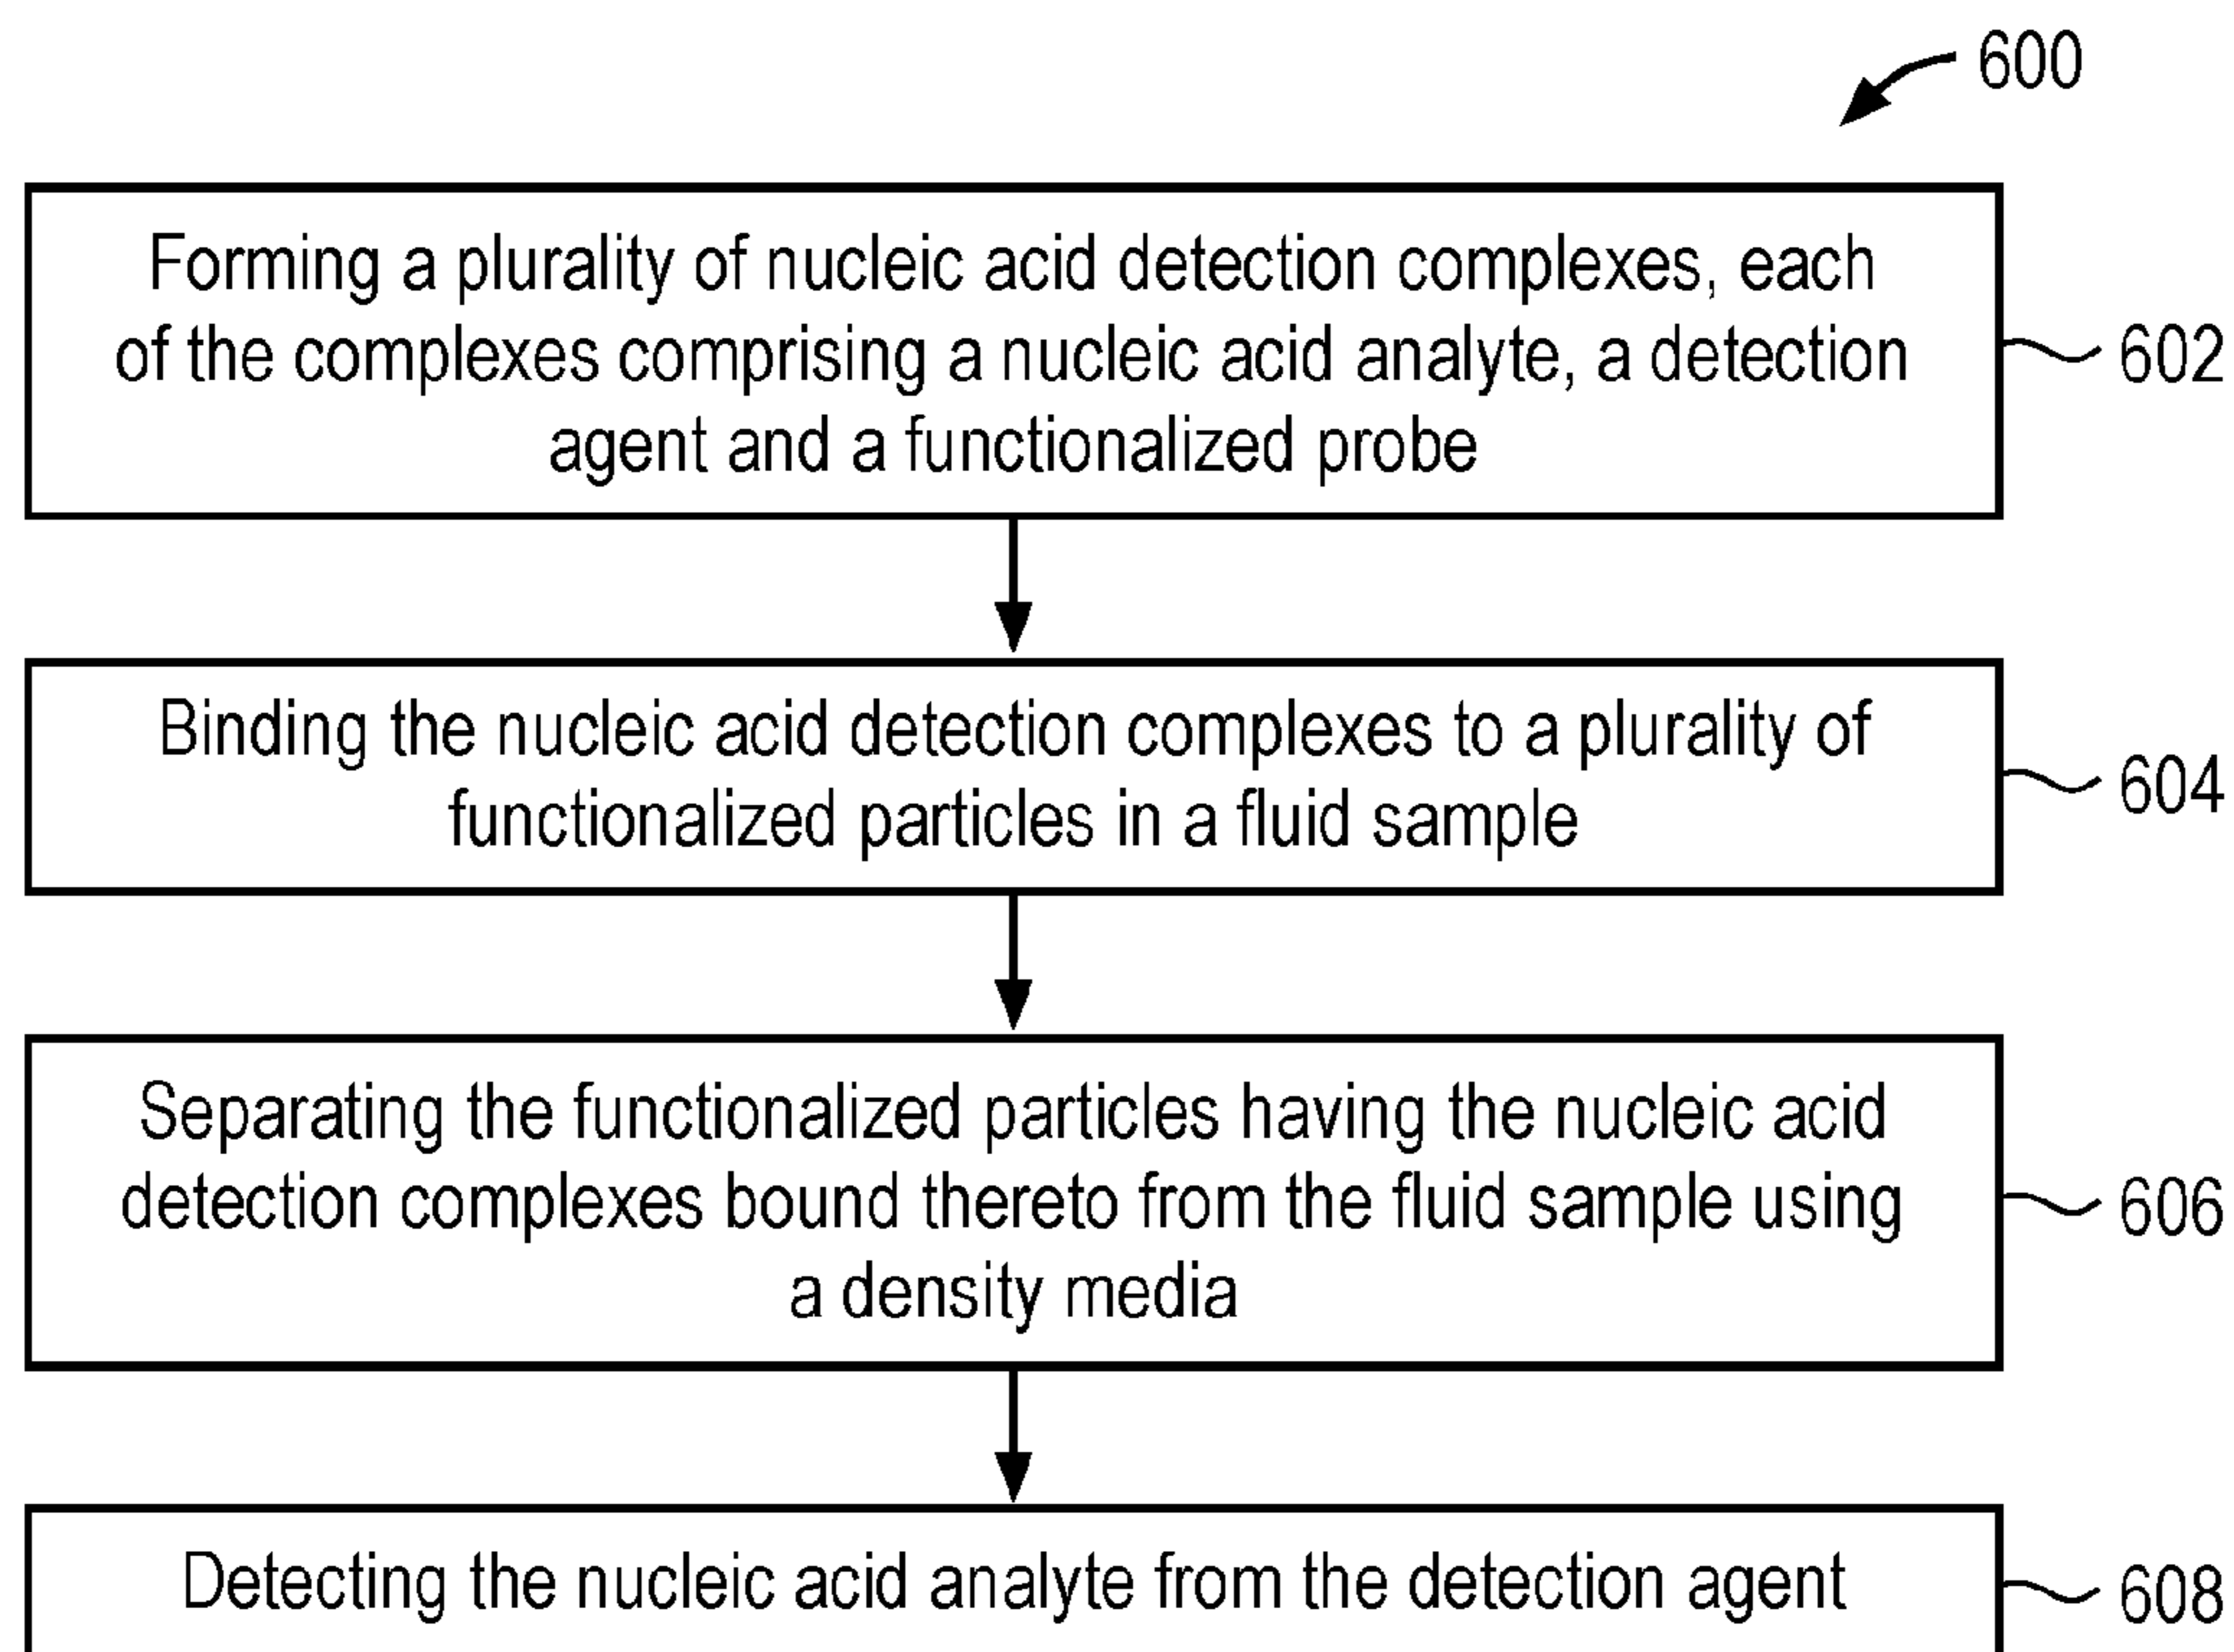 600
Forming a plurality of nucleic acid detection complexes, each
of the complexes comprising a nucleic acid analyte, a detection
agent and a functionalized probe
602
Binding the nucleic acid detection complexes to a plurality of
functionalized particles in a fluid sample
604
Separating the functionalized particles having the nucleic acid
detection complexes bound thereto from the fluid sample using
a density media
606
Detecting the nucleic acid analyte from the detection agent
608